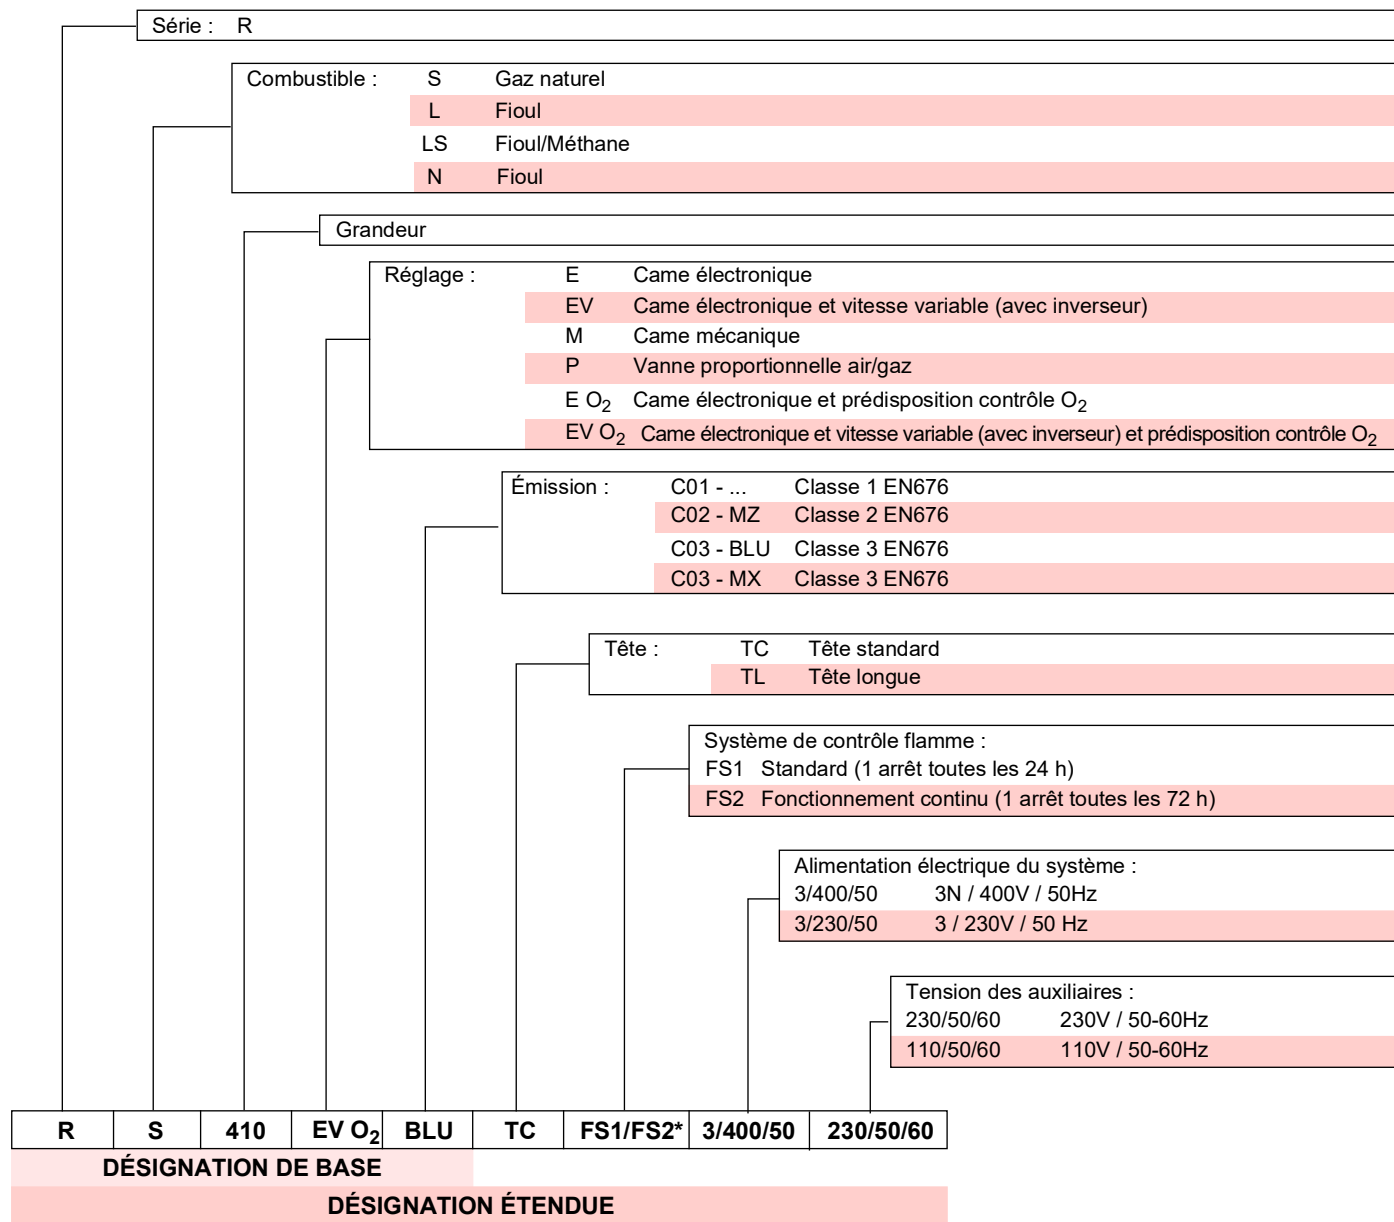 Série : R
Combustible : S Gaz naturel
L Fioul
LS Fioul/Méthane
N Fioul
Grandeur
Réglage : E Came électronique
EV Came électronique et vitesse variable (avec inverseur)
M Came mécanique
P Vanne proportionnelle air/gaz
E O2 Came électronique et prédisposition contrôle O2
EV O2 Came électronique et vitesse variable (avec inverseur) et prédisposition contrôle O2
Émission : C01 - ... Classe 1 EN676
C02 - MZ Classe 2 EN676
C03 - BLU Classe 3 EN676
C03 - MX Classe 3 EN676
Tête : TC Tête standard
TL Tête longue
Système de contrôle flamme :
FS1 Standard (1 arrêt toutes les 24 h)
FS2 Fonctionnement continu (1 arrêt toutes les 72 h)
Alimentation électrique du système :
3/400/50 3N / 400V / 50Hz
3/230/50 3 / 230V / 50 Hz
Tension des auxiliaires :
230/50/60 230V / 50-60Hz
110/50/60 110V / 50-60Hz
R S 410 EV O2 BLU TC FS1/FS2* 3/400/50 230/50/60
DÉSIGNATION DE BASE
DÉSIGNATION ÉTENDUE